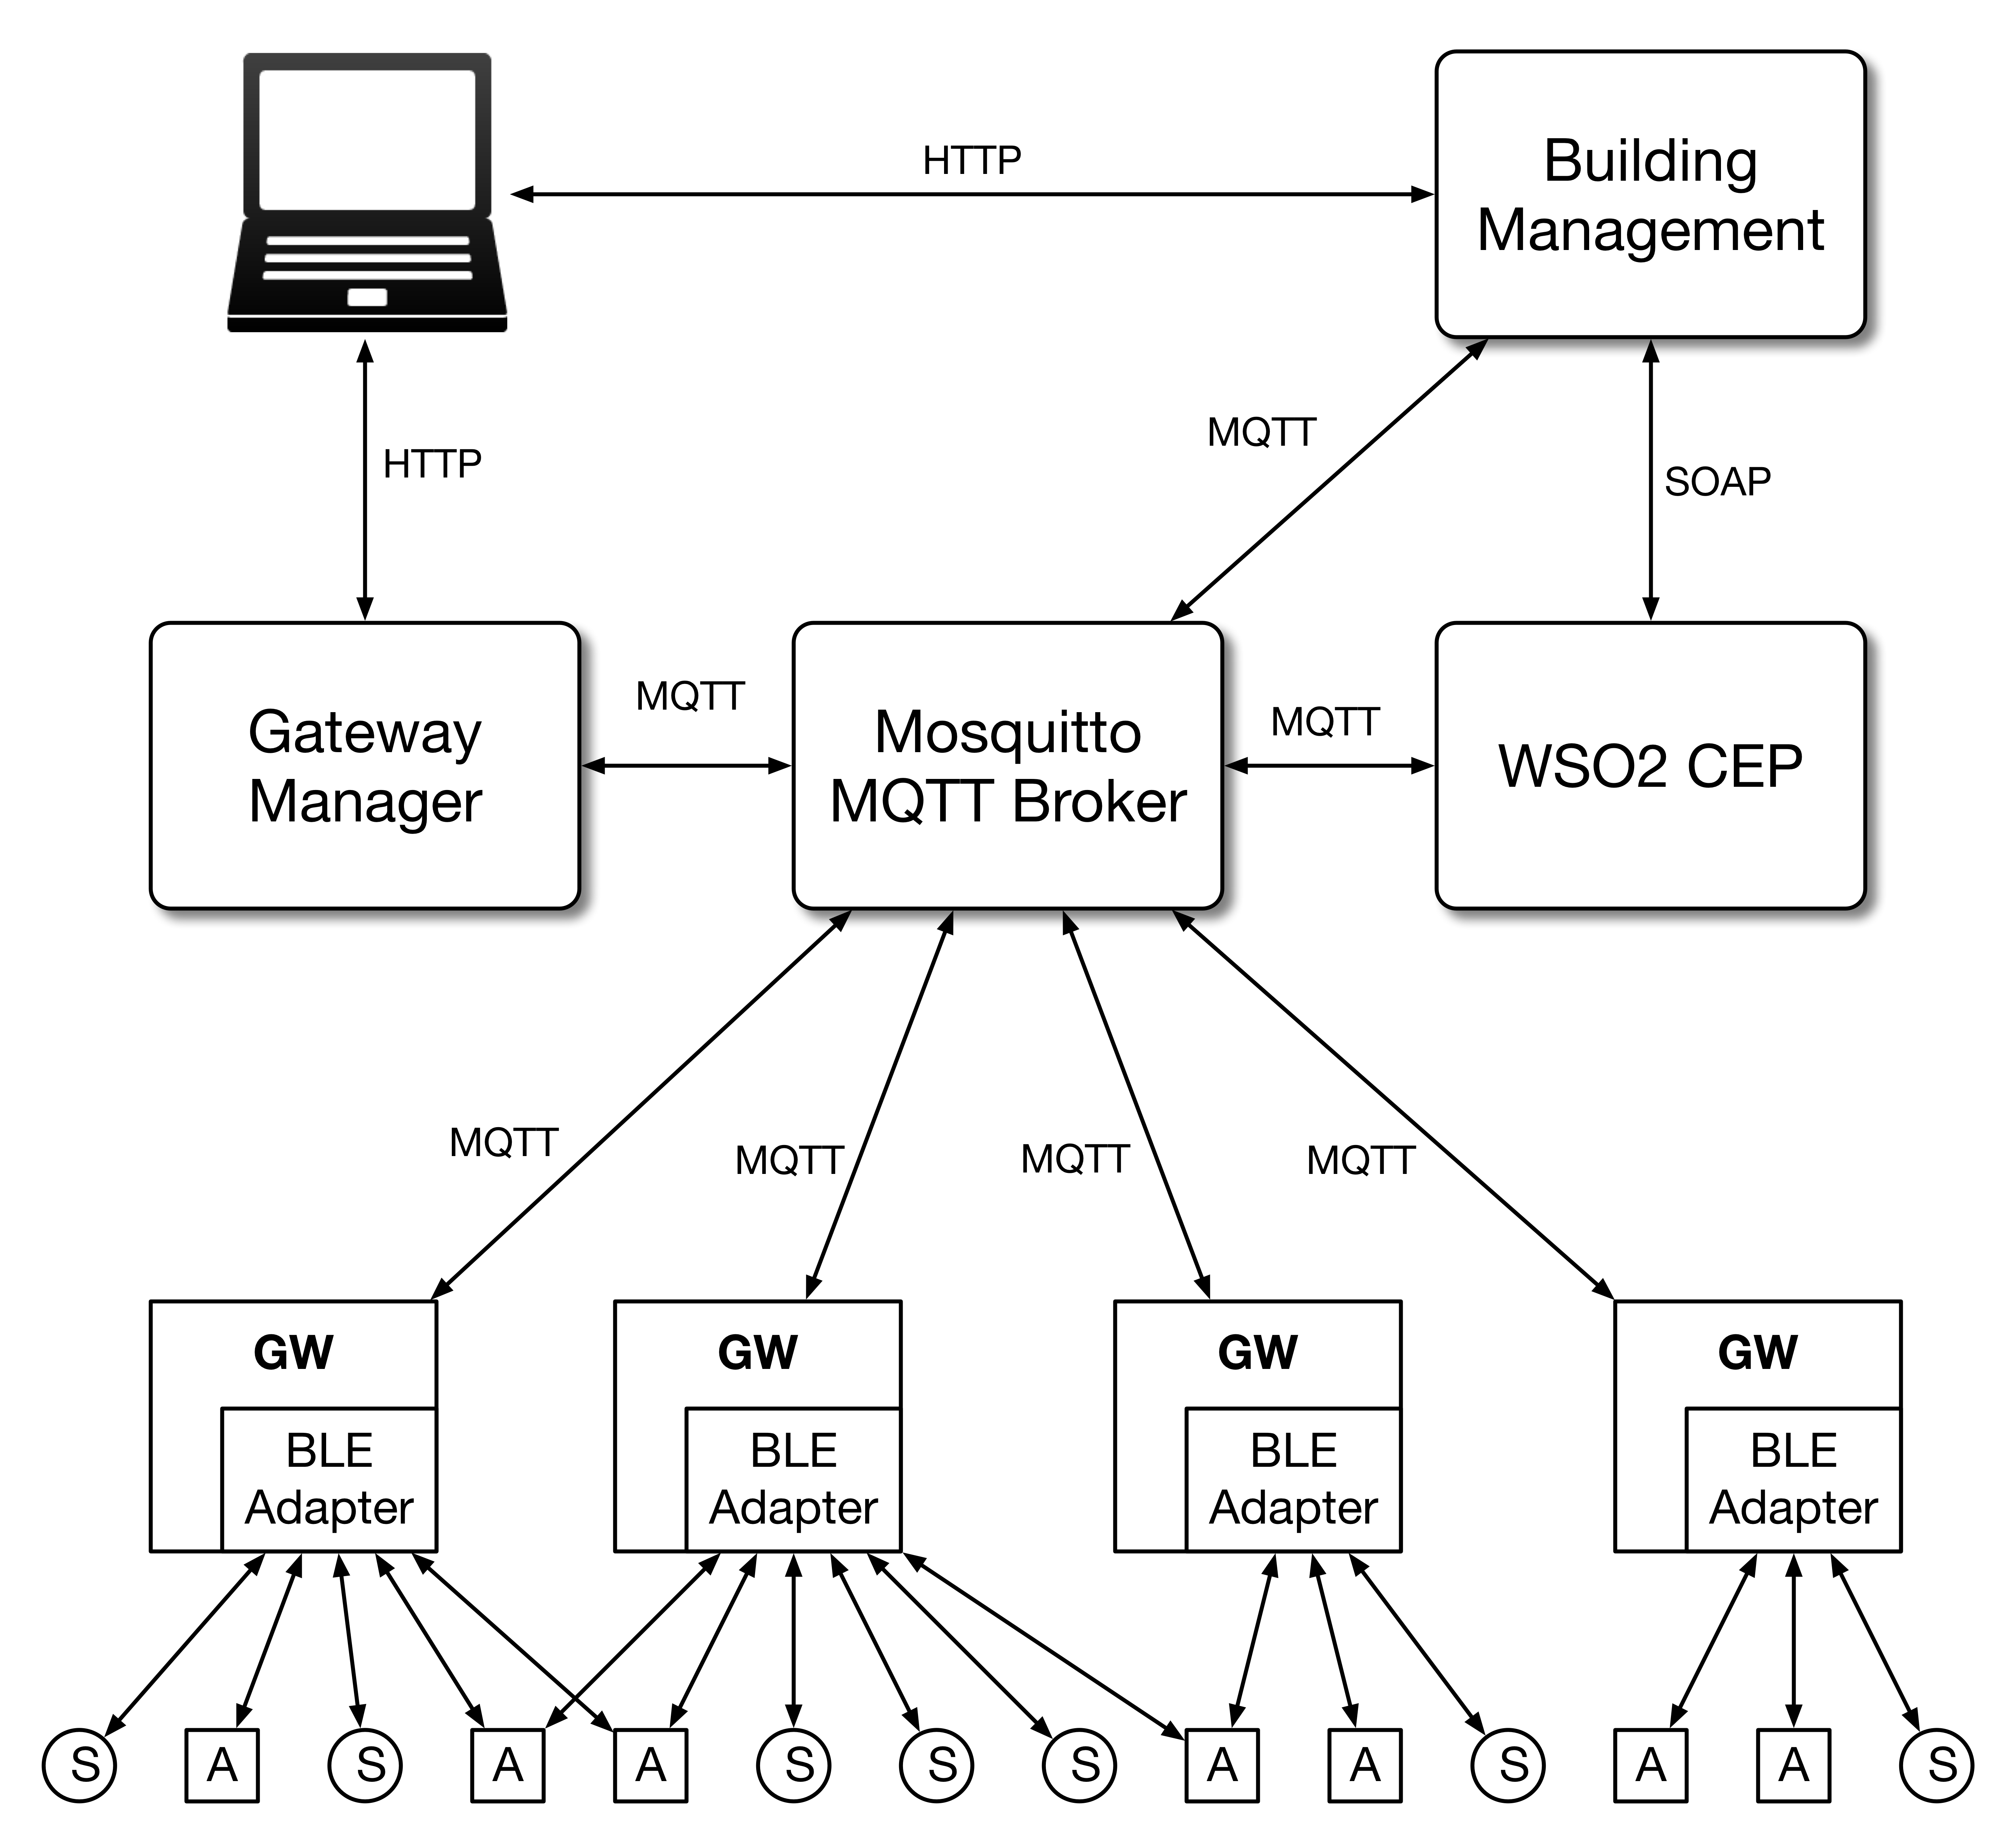 HTTP
Building
Management
HTTP
MQTT
SOAP
Gateway
Manager
MQTT
Mosquitto
MQTT Broker
MQTT
WSO2 CEP
MQTT
MQTT
MQTT
MQTT
GW
BLE
Adapter
GW
BLE
Adapter
GW
BLE
Adapter
GW
BLE
Adapter
S
A
S
A
A
S
S
S
A
A
S
A
A
S